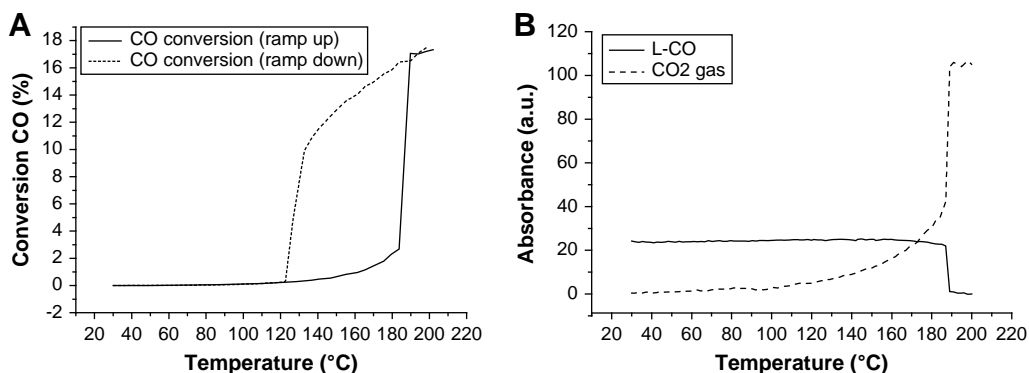 A
CO conversion (ramp up)
CO conversion (ramp down)
Conversion CO (%)
18
16
14
12
10
8
6
4
2
0
-2
20 40 60 80 100 120 140 160 180 200 220
Temperature (°C)
B
L-CO
CO2 gas
Absorbance (a.u.)
120
100
80
60
40
20
0
20 40 60 80 100 120 140 160 180 200 220
Temperature (°C)